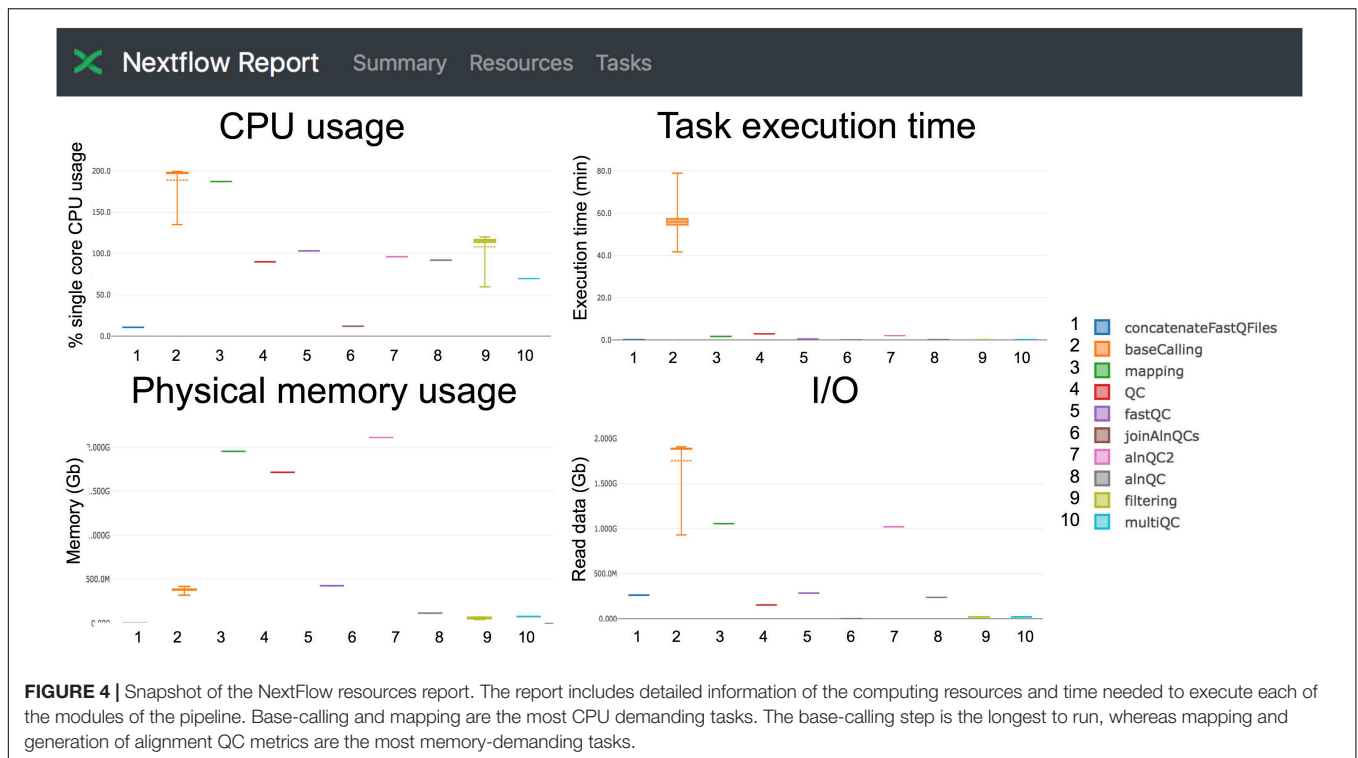 Nextflow Report Summary Resources Tasks
CPU usage
% single core CPU usage
200.0
150.0
100.0
50.0
0.0
1 2 3 4 5 6 7 8 9 10
Task execution time
Execution time (min)
80.0
60.0
40.0
20.0
0.0
1 2 3 4 5 6 7 8 9 10
Physical memory usage
Memory (Gb)
2.000G
.500G
.000G
500.0M
0.000
1 2 3 4 5 6 7 8 9 10
I/O
Read data (Gb)
2.000G
1.500G
1.000G
500.0M
0.000
1 2 3 4 5 6 7 8 9 10
1 concatenateFastQFiles
2 baseCalling
3 mapping
4 QC
5 fastQC
6 joinAlnQCs
7 alnQC2
8 alnQC
9 filtering
10 multiQC
FIGURE 4 | Snapshot of the NextFlow resources report. The report includes detailed information of the computing resources and time needed to execute each of
the modules of the pipeline. Base-calling and mapping are the most CPU demanding tasks. The base-calling step is the longest to run, whereas mapping and
generation of alignment QC metrics are the most memory-demanding tasks.